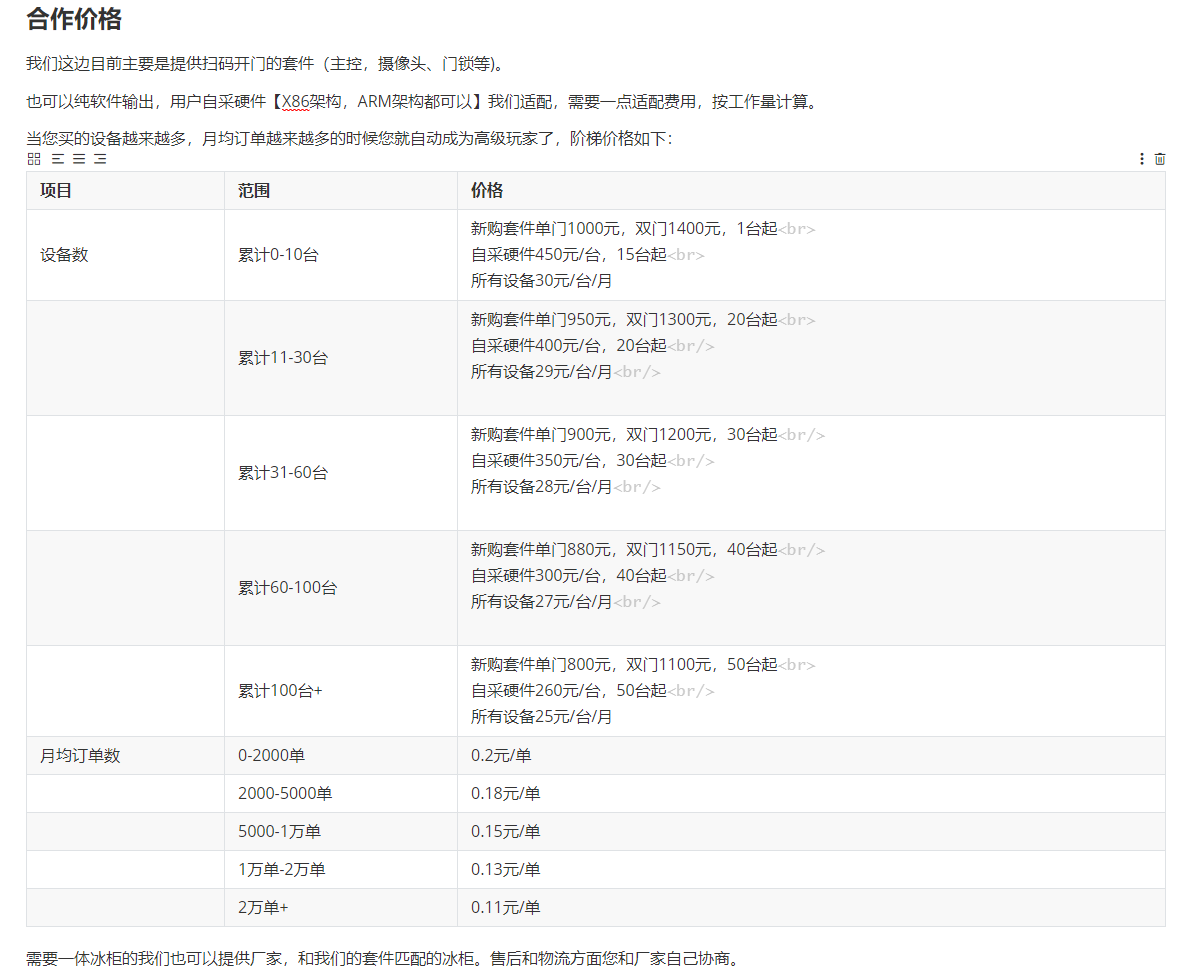 合作价格
我们这边目前主要是提供扫码开门的套件（主控，摄像头、门锁等）。
也可以纯软件输出，用户自采硬件【X86架构，ARM架构都可以】我们适配，需要一点适配费用，按工作量计算。
当您买的设备越来越多，月均订单越来越多的时候您就自动成为高级玩家了，阶梯价格如下：
项目 范围 价格
设备数 累计0-10台 新购套件单门1000元，双门1400元，1台起<br>
自采硬件450元/台，15台起<br>
所有设备30元/台/月
累计11-30台 新购套件单门950元，双门1300元，20台起<br>
自采硬件400元/台，20台起<br/>
所有设备29元/台/月<br/>
累计31-60台 新购套件单门900元，双门1200元，30台起<br/>
自采硬件350元/台，30台起<br/>
所有设备28元/台/月<br/>
累计60-100台 新购套件单门880元，双门1150元，40台起<br/>
自采硬件300元/台，40台起<br/>
所有设备27元/台/月<br/>
累计100台+ 新购套件单门800元，双门1100元，50台起<br>
自采硬件260元/台，50台起<br/>
所有设备25元/台/月
月均订单数 0-2000单 0.2元/单
2000-5000单 0.18元/单
5000-1万单 0.15元/单
1万单-2万单 0.13元/单
2万单+ 0.11元/单
需要一体冰柜的我们也可以提供厂家，和我们的套件匹配的冰柜。售后和物流方面您和厂家自己协商。